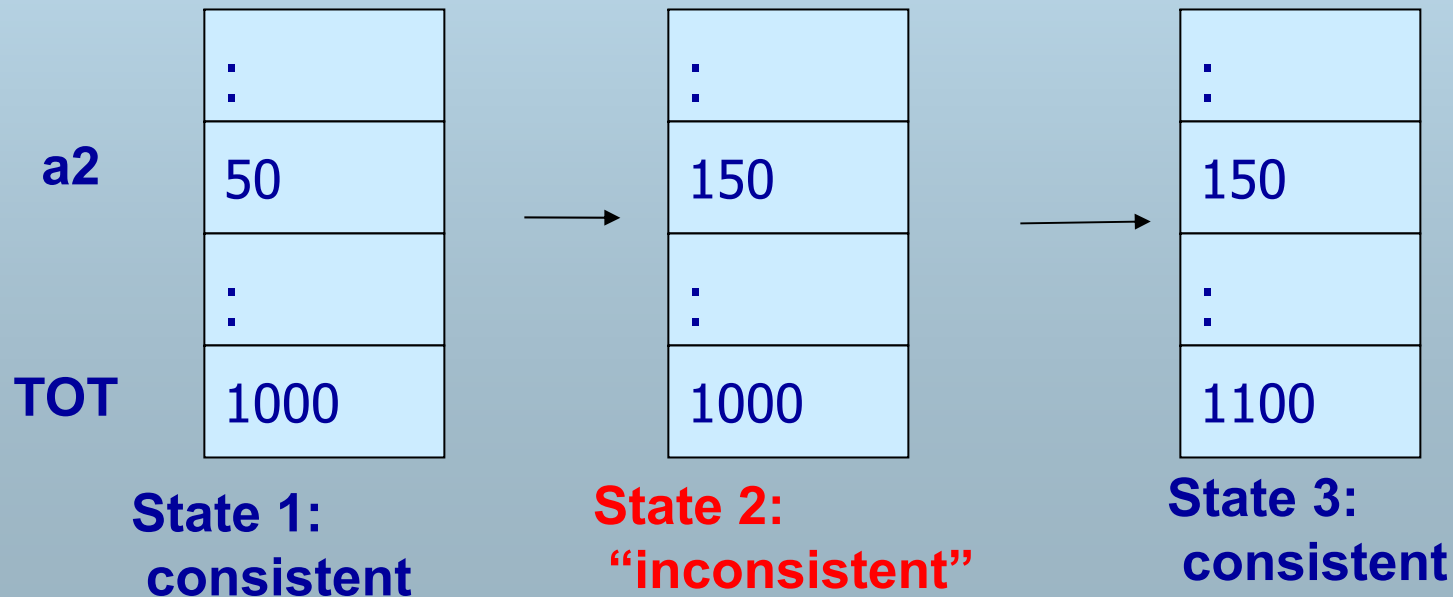 :
:
:
a2
50
150
150
:
:
:
TOT
1000
1000
1100
State 1:
consistent
State 2:
“inconsistent”
State 3:
consistent